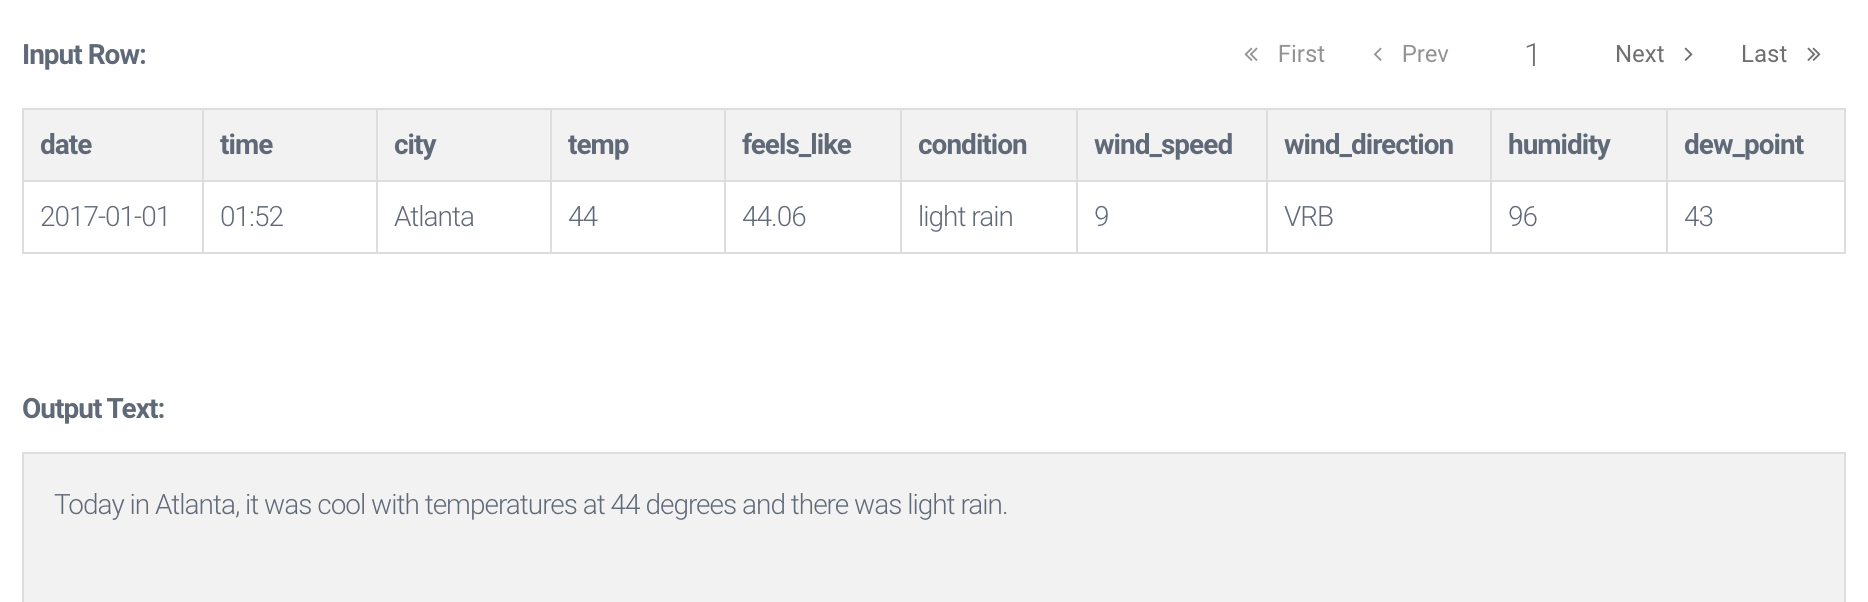 Input Row:
« First ‹ Prev 1 Next › Last »
date time city temp feels_like condition wind_speed wind_direction humidity dew_point
2017-01-01 01:52 Atlanta 44 44.06 light rain 9 VRB 96 43
Output Text:
Today in Atlanta, it was cool with temperatures at 44 degrees and there was light rain.